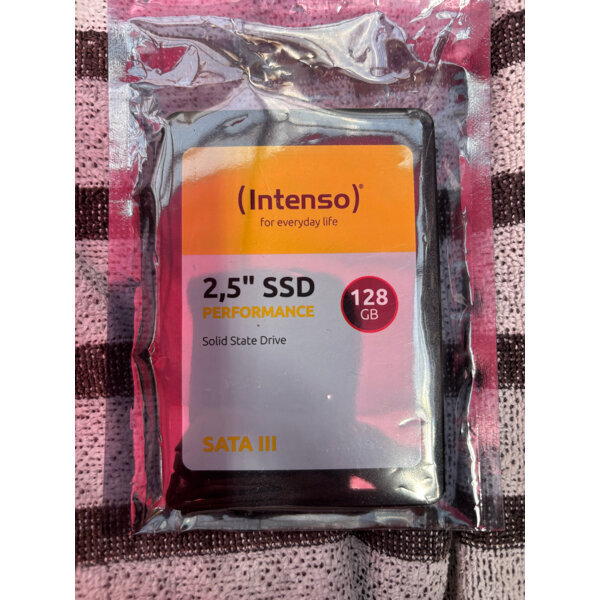 (Intenso)®
for everyday life
2,5" SSD
PERFORMANCE
128
GB
Solid State Drive
SATA III